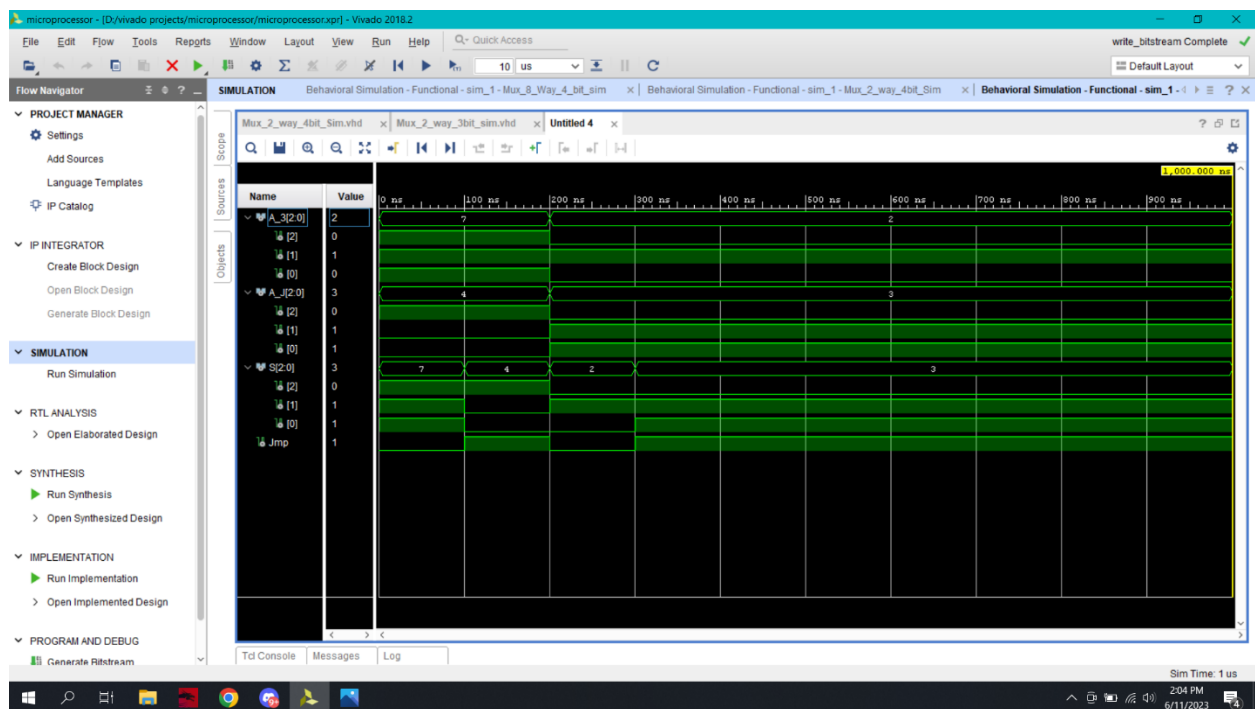 microprocessor - [D:/vivado projects/microprocessor/microprocessor.xpr] - Vivado 2018.2
File Edit Flow Tools Reports Window Layout View Run Help Quick Access
write_bitstream Complete
10 us
Default Layout
Flow Navigator
SIMULATION Behavioral Simulation - Functional - sim_1 - Mux_8_Way_4_bit_sim Behavioral Simulation - Functional - sim_1 - Mux_2_way_4bit_Sim Behavioral Simulation - Functional - sim_1 -
PROJECT MANAGER
Settings
Add Sources
Language Templates
IP Catalog
IP INTEGRATOR
Create Block Design
Open Block Design
Generate Block Design
SIMULATION
Run Simulation
RTL ANALYSIS
Open Elaborated Design
SYNTHESIS
Run Synthesis
Open Synthesized Design
IMPLEMENTATION
Run Implementation
Open Implemented Design
PROGRAM AND DEBUG
Generate Bitstream
Scope
Sources
Objects
Mux_2_way_4bit_Sim.vhd Mux_2_way_3bit_sim.vhd Untitled 4
1,000.000 ns
Name Value 0 ns 100 ns 200 ns 300 ns 400 ns 500 ns 600 ns 700 ns 800 ns 900 ns
A_3[2:0] 2 7 2
[2] 0
[1] 1
[0] 0
A_J[2:0] 3 4 3
[2] 0
[1] 1
[0] 1
S[2:0] 3 7 4 2 3
[2] 0
[1] 1
[0] 1
Jmp 1
Tcl Console Messages Log
Sim Time: 1 us
2:04 PM
6/11/2023
4